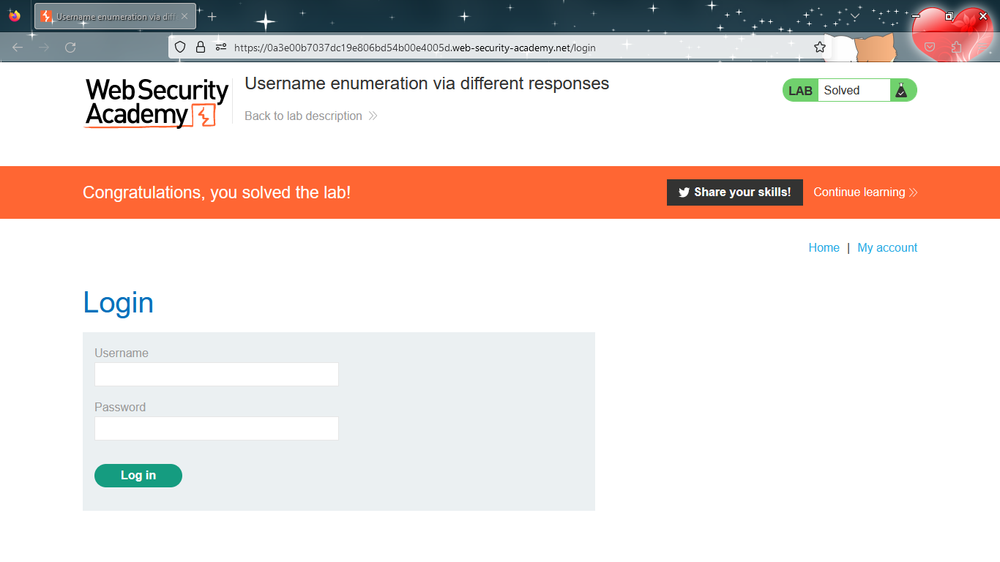 Username enumeration via diff
https://0a3e00b7037dc19e806bd54b00e4005d.web-security-academy.net/login
Web Security
Academy
Username enumeration via different responses
Back to lab description
LAB Solved
Congratulations, you solved the lab!
Share your skills!
Continue learning
Home | My account
Login
Username
Password
Log in